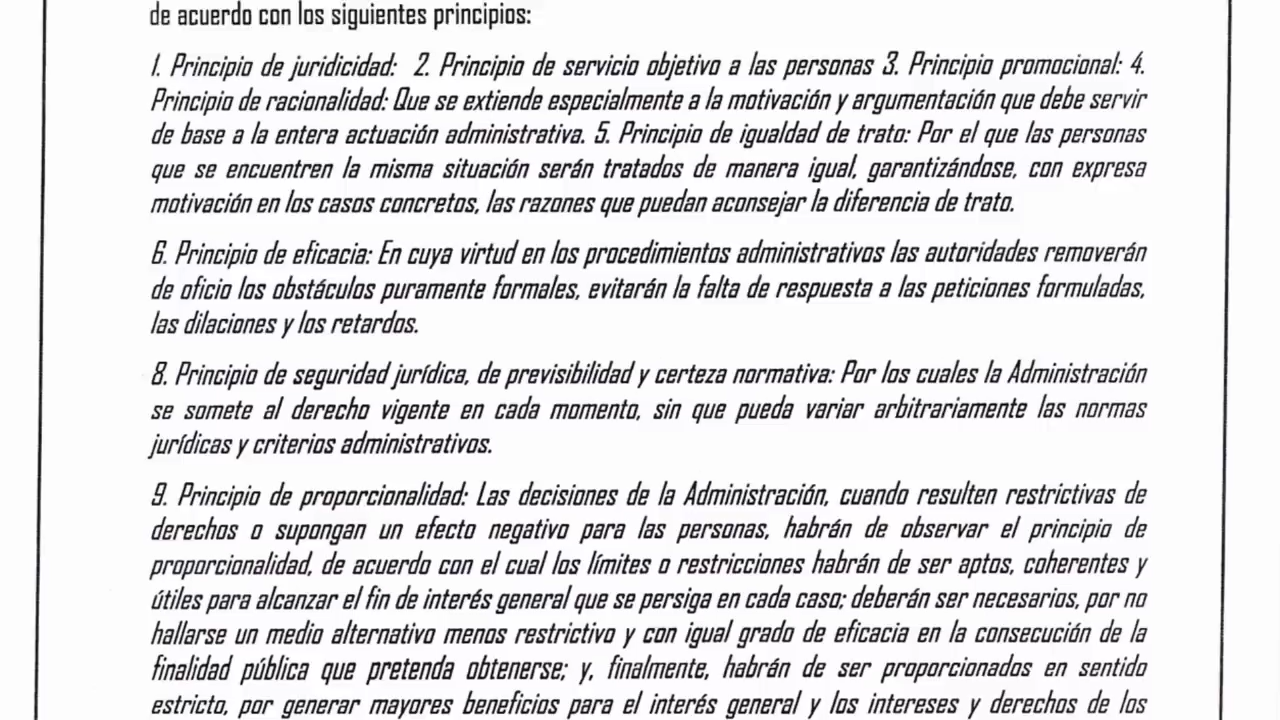 de acuerdo con los siguientes principios:
1. Principio de juridicidad: 2. Principio de servicio objetivo a las personas 3. Principio promocional: 4.
Principio de racionalidad: Que se extiende especialmente a la motivación y argumentación que debe servir
de base a la entera actuación administrativa. 5. Principio de igualdad de trato: Por el que las personas
que se encuentren la misma situación serán tratados de manera igual, garantizándose, con expresa
motivación en los casos concretos, las razones que puedan aconsejar la diferencia de trato.
6. Principio de eficacia: En cuya virtud en los procedimientos administrativos las autoridades removerán
de oficio los obstáculos puramente formales, evitarán la falta de respuesta a las peticiones formuladas,
las dilaciones y los retardos.
8. Principio de seguridad jurídica, de previsibilidad y certeza normativa: Por los cuales la Administración
se somete al derecho vigente en cada momento, sin que pueda variar arbitrariamente las normas
jurídicas y criterios administrativos.
9. Principio de proporcionalidad: Las decisiones de la Administración, cuando resulten restrictivas de
derechos o supongan un efecto negativo para las personas, habrán de observar el principio de
proporcionalidad, de acuerdo con el cual los límites o restricciones habrán de ser aptos, coherentes y
útiles para alcanzar el fin de interés general que se persiga en cada caso; deberán ser necesarios, por no
hallarse un medio alternativo menos restrictivo y con igual grado de eficacia en la consecución de la
finalidad pública que pretenda obtenerse; y, finalmente, habrán de ser proporcionados en sentido
estricto, por generar mayores beneficios para el interés general y los intereses y derechos de los